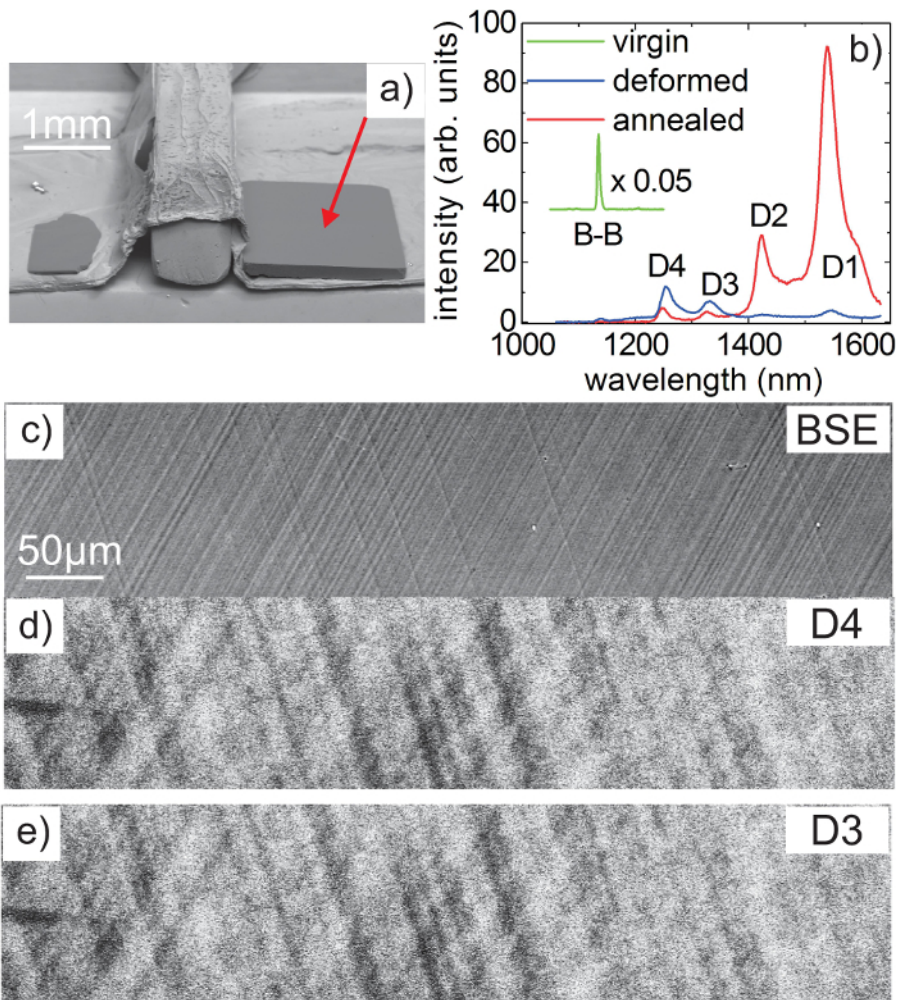 a)
1mm
b)
100
80
60
40
20
0
intensity (arb. units)
virgin
deformed
annealed
x 0.05
B-B
D4
D3
D2
D1
1000
1200
1400
1600
wavelength (nm)
c)
BSE
50μm
d)
D4
e)
D3